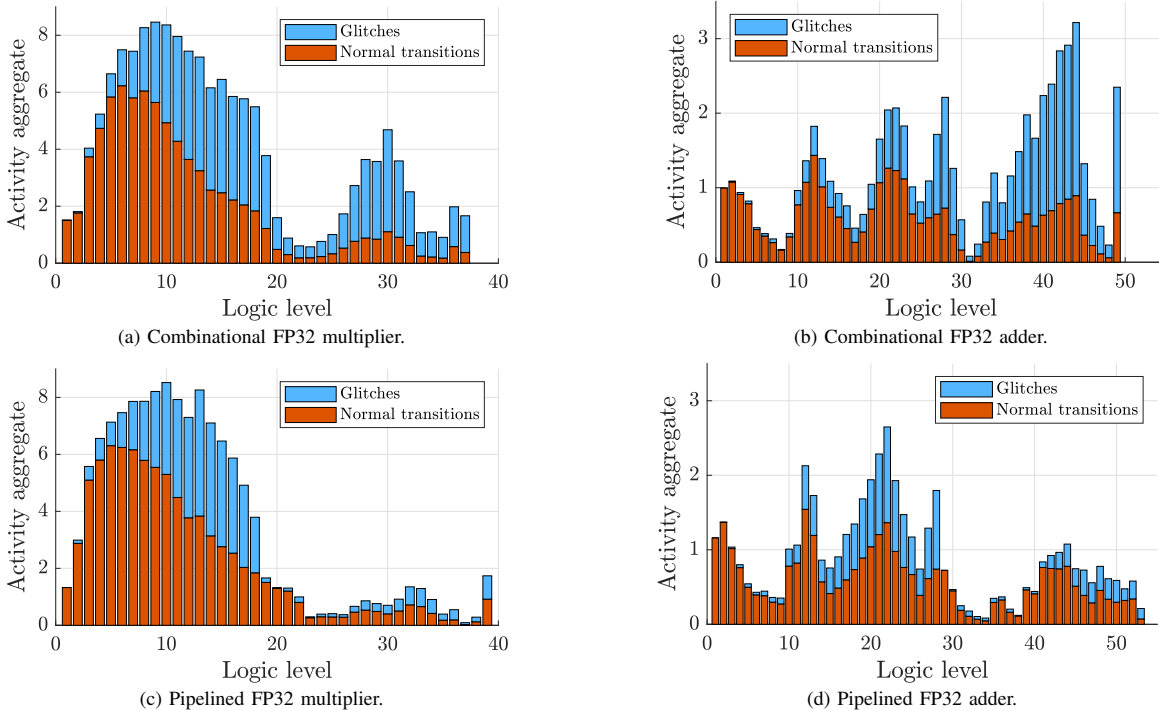 8
6
4
2
0
Activity aggregate
Glitches
Normal transitions
0
10
20
30
40
Logic level
(a) Combinational FP32 multiplier.
3
2
1
0
Activity aggregate
Glitches
Normal transitions
0
10
20
30
40
50
Logic level
(b) Combinational FP32 adder.
8
6
4
2
0
Activity aggregate
Glitches
Normal transitions
0
10
20
30
40
Logic level
(c) Pipelined FP32 multiplier.
3
2
1
0
Activity aggregate
Glitches
Normal transitions
0
10
20
30
40
50
Logic level
(d) Pipelined FP32 adder.